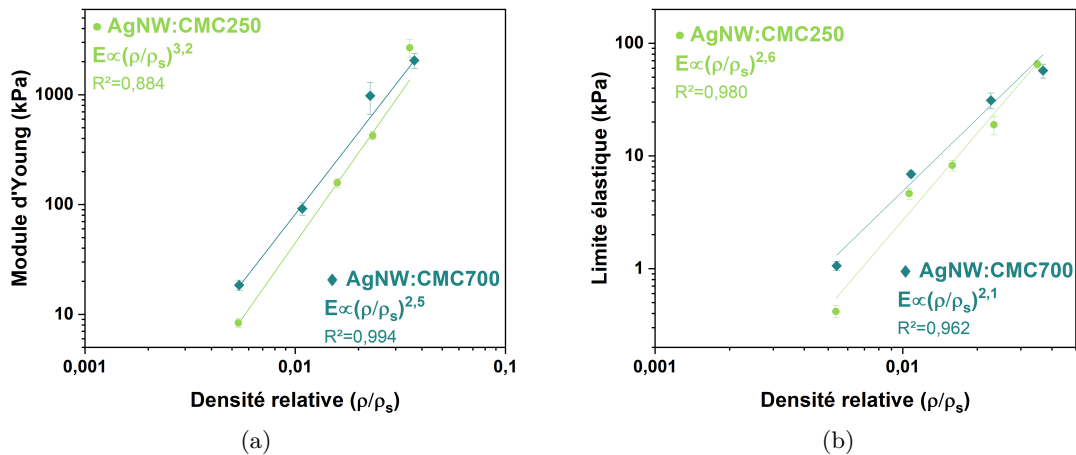 AgNW:CMC250
E∝(ρ/ρs)3,2
R²=0,884
1000
100
10
Module d'Young (kPa)
AgNW:CMC700
E∝(ρ/ρs)2,5
R²=0,994
0,001
0,01
0,1
Densité relative (ρ/ρs)
(a)
AgNW:CMC250
E∝(ρ/ρs)2,6
R²=0,980
100
10
1
Limite élastique (kPa)
AgNW:CMC700
E∝(ρ/ρs)2,1
R²=0,962
0,001
0,01
Densité relative (ρ/ρs)
(b)